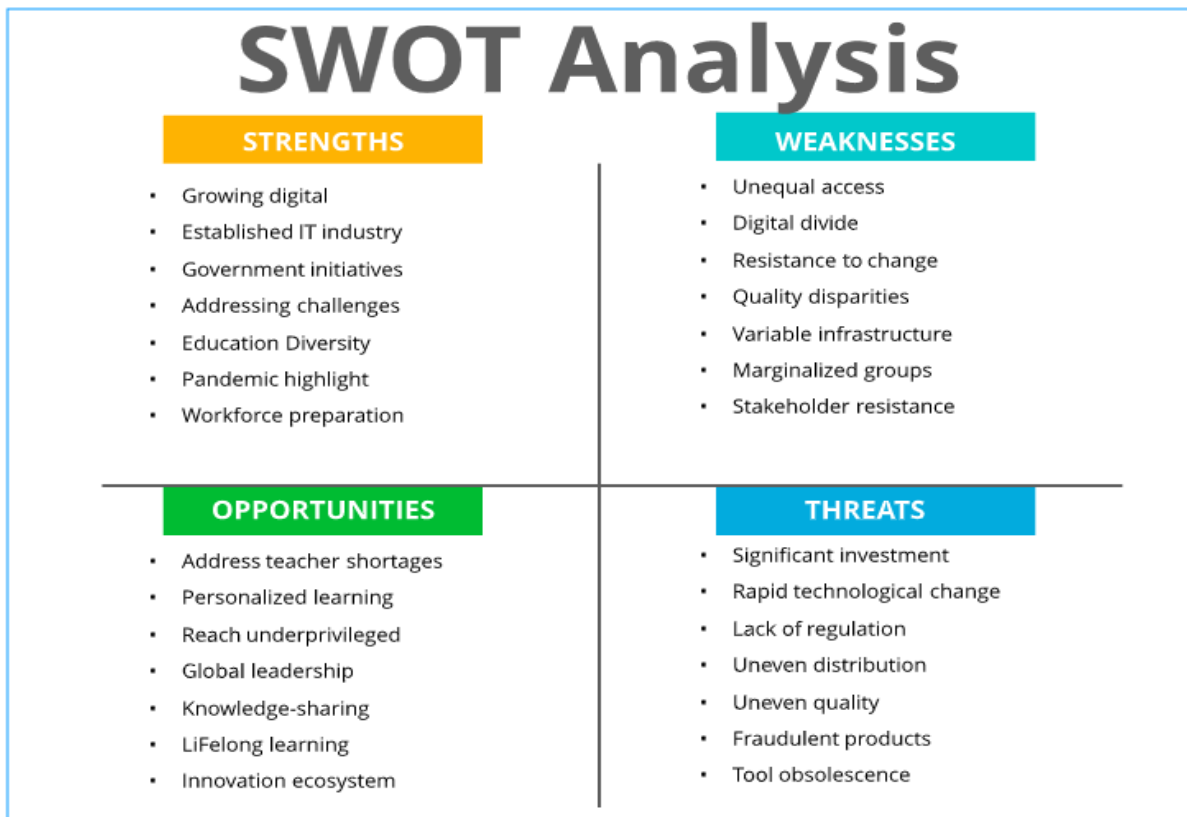 SWOT Analysis
STRENGTHS
• Growing digital
• Established IT industry
• Government initiatives
• Addressing challenges
• Education Diversity
• Pandemic highlight
• Workforce preparation
WEAKNESSES
• Unequal access
• Digital divide
• Resistance to change
• Quality disparities
• Variable infrastructure
• Marginalized groups
• Stakeholder resistance
OPPORTUNITIES
• Address teacher shortages
• Personalized learning
• Reach underprivileged
• Global leadership
• Knowledge-sharing
• LiFelong learning
• Innovation ecosystem
THREATS
• Significant investment
• Rapid technological change
• Lack of regulation
• Uneven distribution
• Uneven quality
• Fraudulent products
• Tool obsolescence